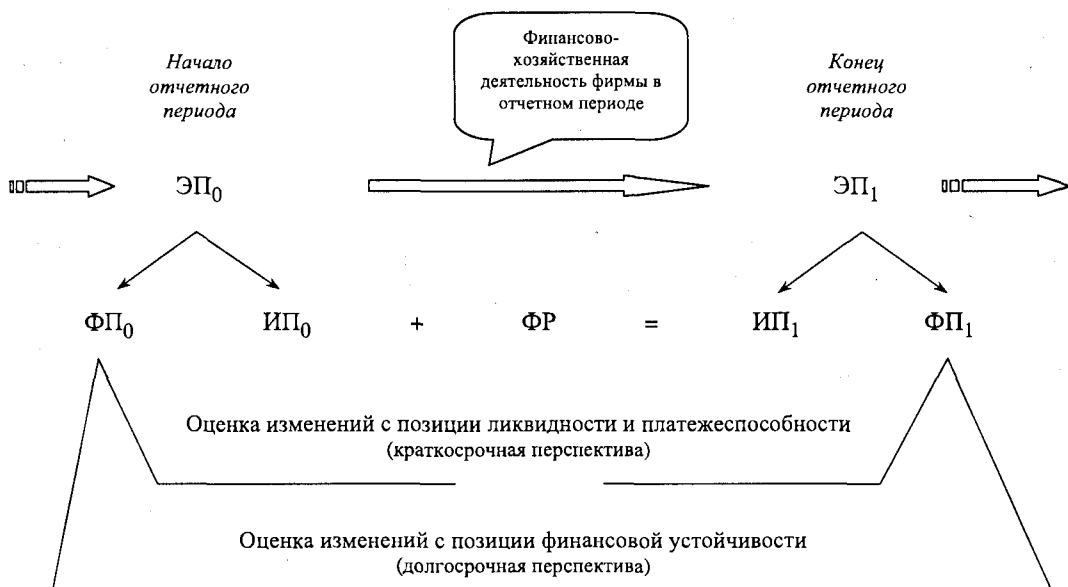 Финансово-
хозяйственная
деятельность фирмы в
отчетном периоде
Начало
отчетного
периода
Конец
отчетного
периода
ЭП₀
ЭП₁
ФП₀ ИП₀ + ФР = ИП₁ ФП₁
Оценка изменений с позиции ликвидности и платежеспособности
(краткосрочная перспектива)
Оценка изменений с позиции финансовой устойчивости
(долгосрочная перспектива)